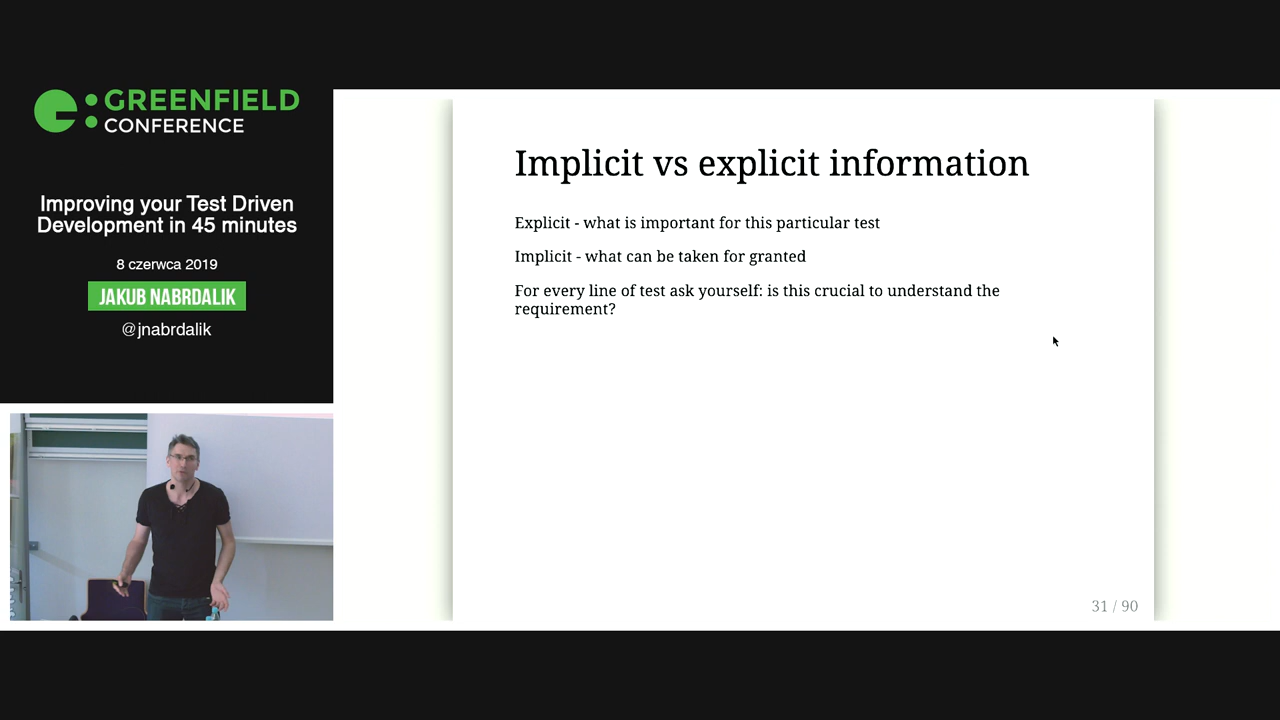 GREENFIELD
CONFERENCE
Improving your Test Driven
Development in 45 minutes
8 czerwca 2019
JAKUB NABRDALIK
@jnabrdalik
Implicit vs explicit information
Explicit - what is important for this particular test
Implicit - what can be taken for granted
For every line of test ask yourself: is this crucial to understand the
requirement?
31 / 90